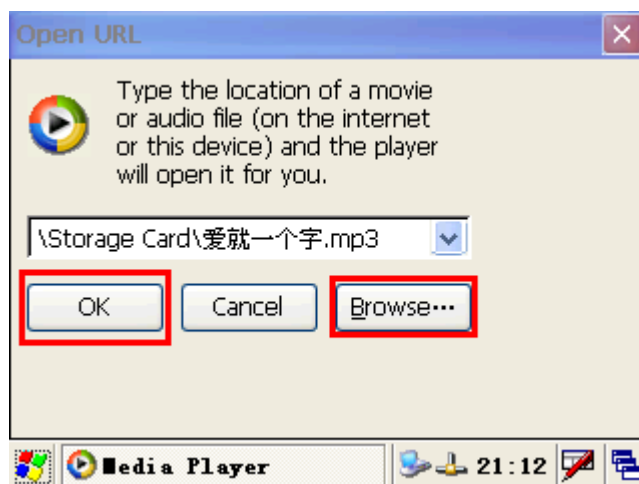 Open URL
Type the location of a movie
or audio file (on the internet
or this device) and the player
will open it for you.
\Storage Card\爱就一个字.mp3
OK Cancel Browse···
Media Player 21:12